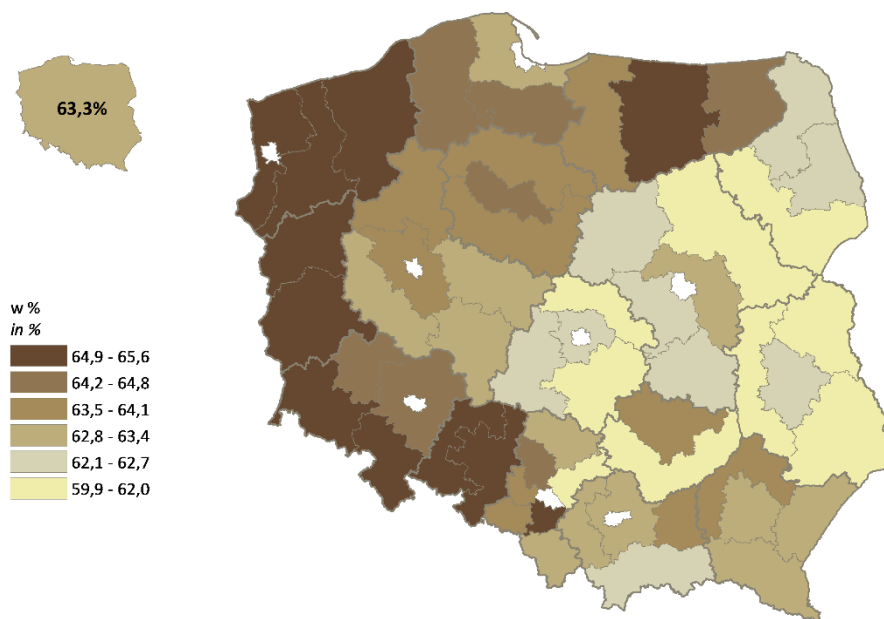 63,3%
w %
in %
64,9 - 65,6
64,2 - 64,8
63,5 - 64,1
62,8 - 63,4
62,1 - 62,7
59,9 - 62,0